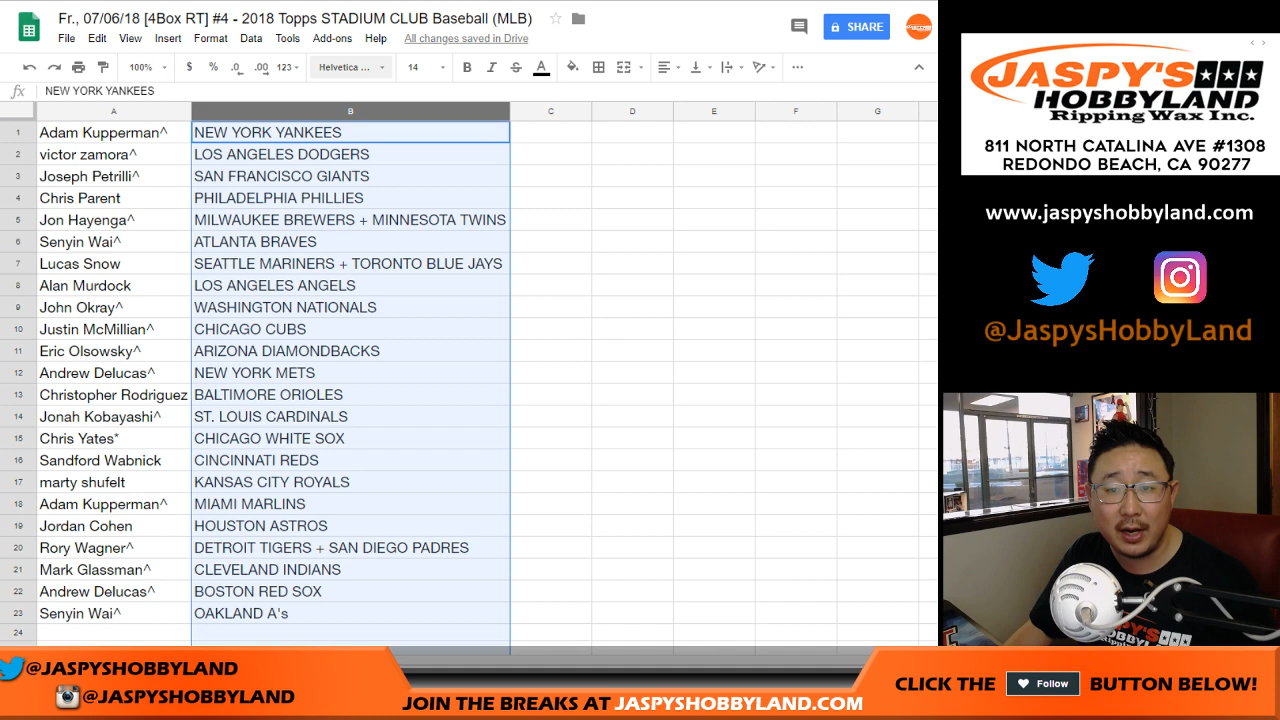 Fr., 07/06/18 [4Box RT] #4 - 2018 Topps STADIUM CLUB Baseball (MLB)
SHARE
File Edit View Insert Format Data Tools Add-ons Help All changes saved in Drive
100% $ % .0 .00 123 Helvetica ... 14 B I S A
fx NEW YORK YANKEES
A B C D E F G
1 Adam Kupperman^ NEW YORK YANKEES
2 victor zamora^ LOS ANGELES DODGERS
3 Joseph Petrilli^ SAN FRANCISCO GIANTS
4 Chris Parent PHILADELPHIA PHILLIES
5 Jon Hayenga^ MILWAUKEE BREWERS + MINNESOTA TWINS
6 Senyin Wai^ ATLANTA BRAVES
7 Lucas Snow SEATTLE MARINERS + TORONTO BLUE JAYS
8 Alan Murdock LOS ANGELES ANGELS
9 John Okray^ WASHINGTON NATIONALS
10 Justin McMillian^ CHICAGO CUBS
11 Eric Olsowsky^ ARIZONA DIAMONDBACKS
12 Andrew Delucas^ NEW YORK METS
13 Christopher Rodriguez BALTIMORE ORIOLES
14 Jonah Kobayashi^ ST. LOUIS CARDINALS
15 Chris Yates* CHICAGO WHITE SOX
16 Sandford Wabnick CINCINNATI REDS
17 marty shufelt KANSAS CITY ROYALS
18 Adam Kupperman^ MIAMI MARLINS
19 Jordan Cohen HOUSTON ASTROS
20 Rory Wagner^ DETROIT TIGERS + SAN DIEGO PADRES
21 Mark Glassman^ CLEVELAND INDIANS
22 Andrew Delucas^ BOSTON RED SOX
23 Senyin Wai^ OAKLAND A's
24
JASPY'S
HOBBYLAND
Ripping Wax Inc.
811 NORTH CATALINA AVE #1308
REDONDO BEACH, CA 90277
www.jaspyshobbyland.com
@JaspysHobbyLand
JASPY'S
HOBBYLAND
Ripping Wax Inc.
@JASPYSHOBBYLAND
@JASPYSHOBBYLAND
JOIN THE BREAKS AT JASPYSHOBBYLAND.COM
CLICK THE Follow BUTTON BELOW!